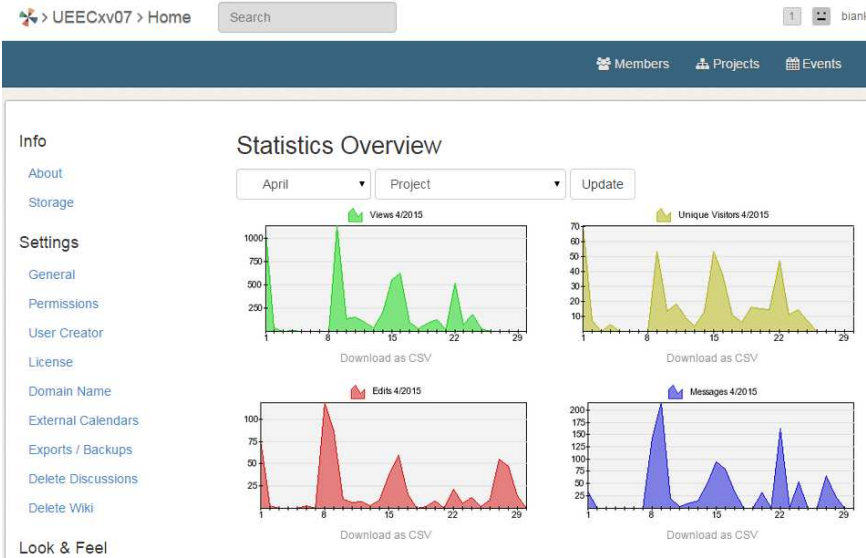 > UEECxv07 > Home
Search
1
Members
Projects
Events
Info
About
Storage
Settings
General
Permissions
User Creator
License
Domain Name
External Calendars
Exports / Backups
Delete Discussions
Delete Wiki
Look & Feel
Statistics Overview
April
Project
Update
Views 4/2015
1000
750
500
250
1 8 15 22 29
Download as CSV
Unique Visitors 4/2015
70
60
50
40
30
20
10
1 8 15 22 29
Download as CSV
Edits 4/2015
100
75
50
25
1 8 15 22 29
Download as CSV
Messages 4/2015
200
175
150
125
100
75
50
25
1 8 15 22 29
Download as CSV